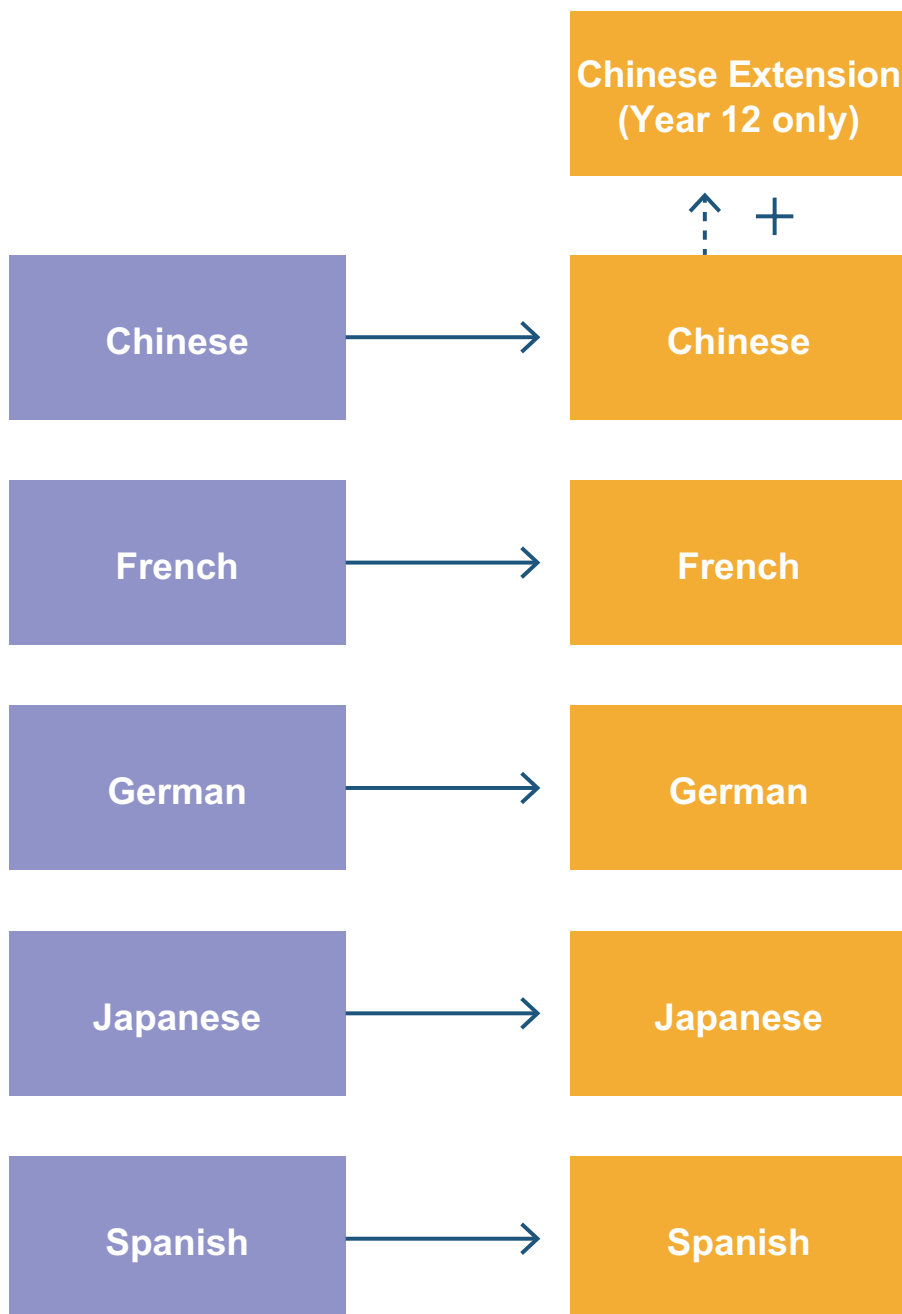 Chinese Extension
(Year 12 only)
+
Chinese
Chinese
French
French
German
German
Japanese
Japanese
Spanish
Spanish